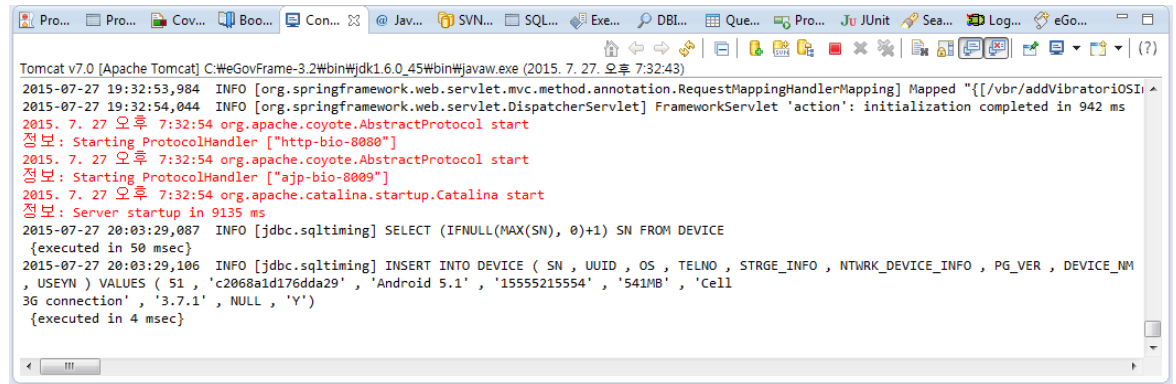 Pro... Pro... Cov... Boo... Con... @ Jav... SVN... SQL... Exe... DBI... Que... Pro... Ju JUnit Sea... Log... eGo...
(?)
Tomcat v7.0 [Apache Tomcat] C:₩eGovFrame-3.2₩bin₩jdk1.6.0_45₩bin₩javaw.exe (2015. 7. 27. 오후 7:32:43)
2015-07-27 19:32:53,984  INFO [org.springframework.web.servlet.mvc.method.annotation.RequestMappingHandlerMapping] Mapped "{[/vbr/addVibratoriOSI
2015-07-27 19:32:54,044  INFO [org.springframework.web.servlet.DispatcherServlet] FrameworkServlet 'action': initialization completed in 942 ms
2015. 7. 27 오후 7:32:54 org.apache.coyote.AbstractProtocol start
정보: Starting ProtocolHandler ["http-bio-8080"]
2015. 7. 27 오후 7:32:54 org.apache.coyote.AbstractProtocol start
정보: Starting ProtocolHandler ["ajp-bio-8009"]
2015. 7. 27 오후 7:32:54 org.apache.catalina.startup.Catalina start
정보: Server startup in 9135 ms
2015-07-27 20:03:29,087  INFO [jdbc.sqltiming] SELECT (IFNULL(MAX(SN), 0)+1) SN FROM DEVICE
{executed in 50 msec}
2015-07-27 20:03:29,106  INFO [jdbc.sqltiming] INSERT INTO DEVICE ( SN , UUID , OS , TELNO , STRGE_INFO , NTWRK_DEVICE_INFO , PG_VER , DEVICE_NM
, USEYN ) VALUES ( 51 , 'c2068a1d176dda29' , 'Android 5.1' , '15555215554' , '541MB' , 'Cell
3G connection' , '3.7.1' , NULL , 'Y')
{executed in 4 msec}